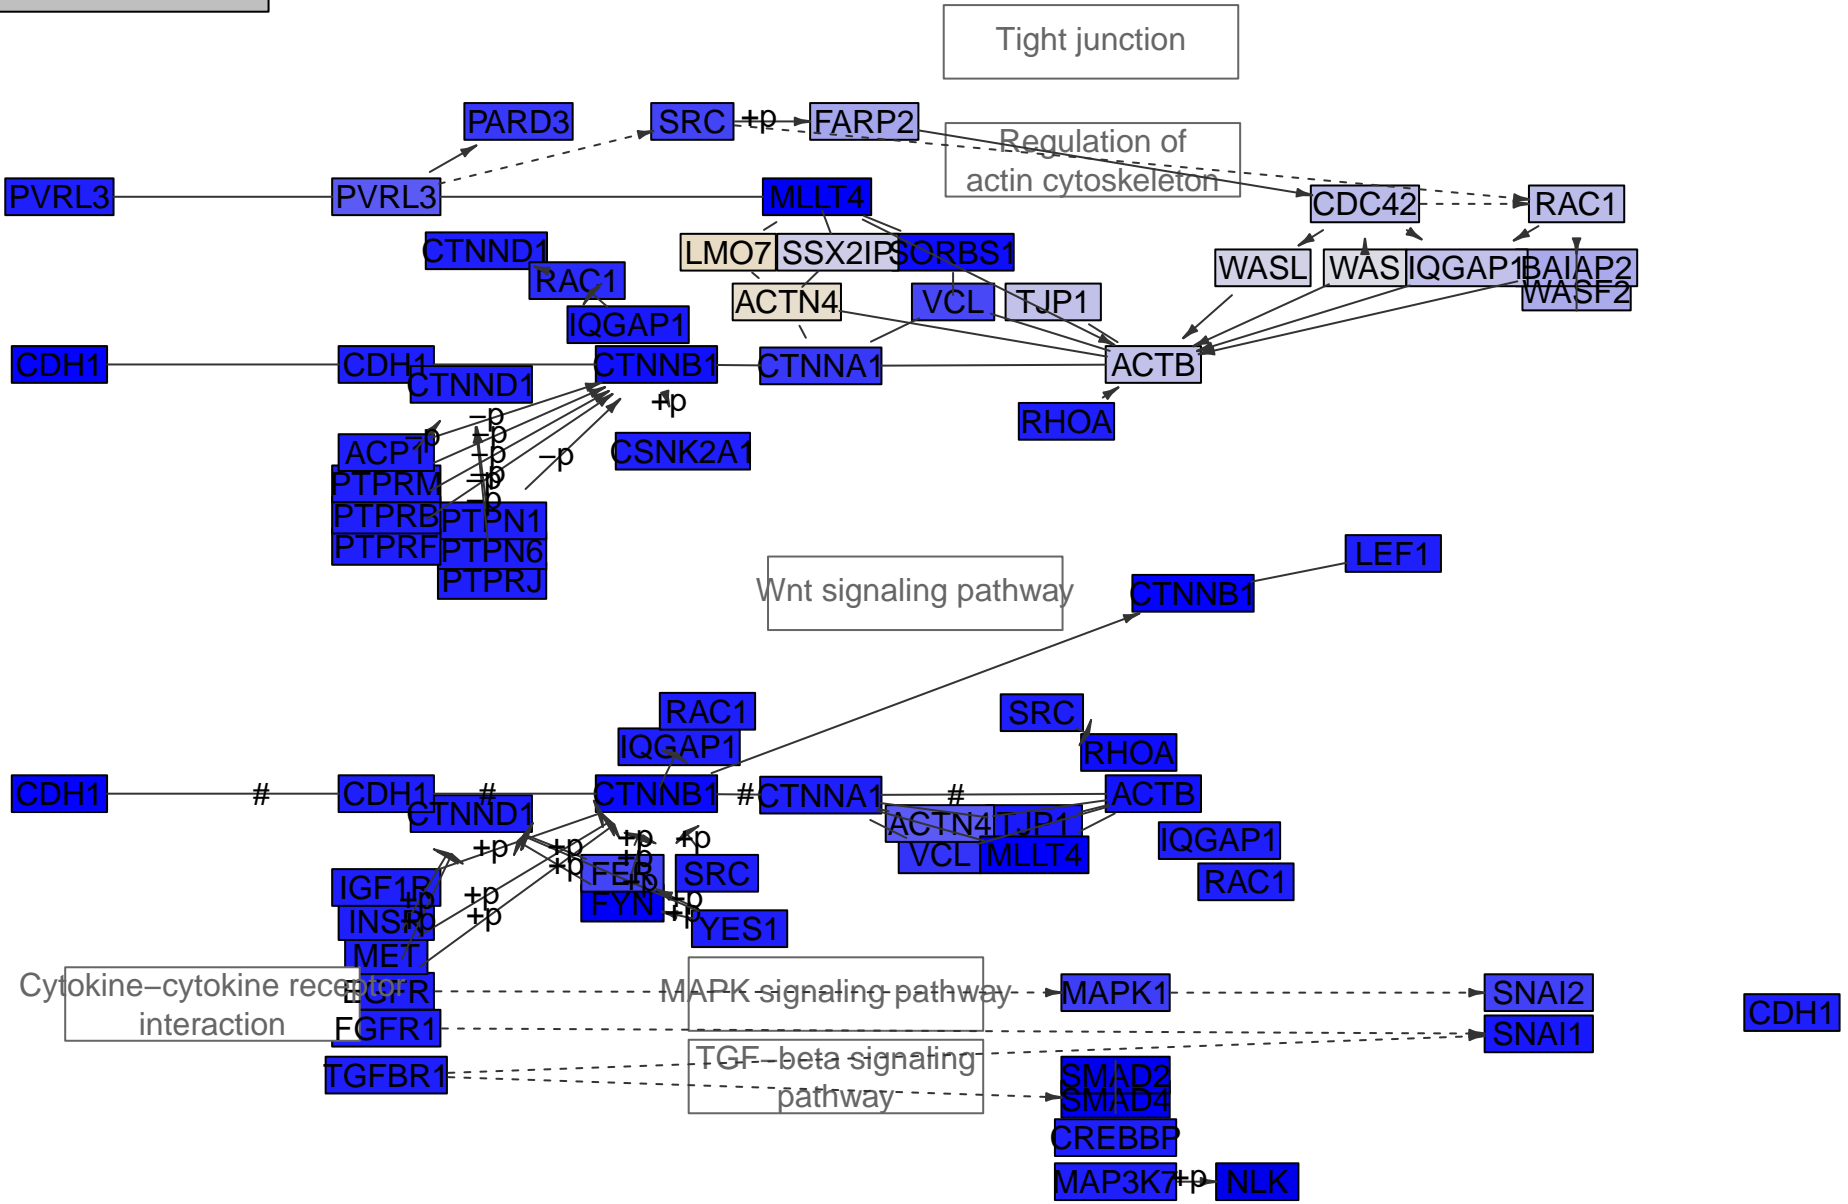 Tight junction
PARD3
SRC
+p
FARP2
Regulation of
actin cytoskeleton
PVRL3
PVRL3
MLLT4
CDC42
RAC1
CTNND1
LMO7
SSX2IP
SORBS1
WASL
WAS
IQGAP1
BAIAP2
RAC1
WASF2
ACTN4
VCL
TJP1
IQGAP1
CDH1
CDH1
CTNNB1
CTNNA1
ACTB
CTNND1
+p
RHOA
−p
−p
−p
ACP1
−p
−p
CSNK2A1
−p
PTPRM
−p
−p
PTPRB
PTPN1
PTPRF
PTPN6
PTPRJ
LEF1
Wnt signaling pathway
CTNNB1
RAC1
SRC
IQGAP1
RHOA
CDH1
#
CDH1
#
CTNNB1
#
CTNNA1
#
ACTB
CTNND1
ACTN4
TJP1
+p
+p
+p
+p
IQGAP1
+p
+p
VCL
MLLT4
FER
SRC
IGF1R
+p
+p
+p
RAC1
+p
FYN
+p
INSR
+p
+p
YES1
MET
Cytokine−cytokine receptor
interaction
EGFR
MAPK signaling pathway
MAPK1
SNAI2
CDH1
FGFR1
SNAI1
TGF−beta signaling
pathway
TGFBR1
SMAD2
SMAD4
CREBBP
MAP3K7
+p
NLK